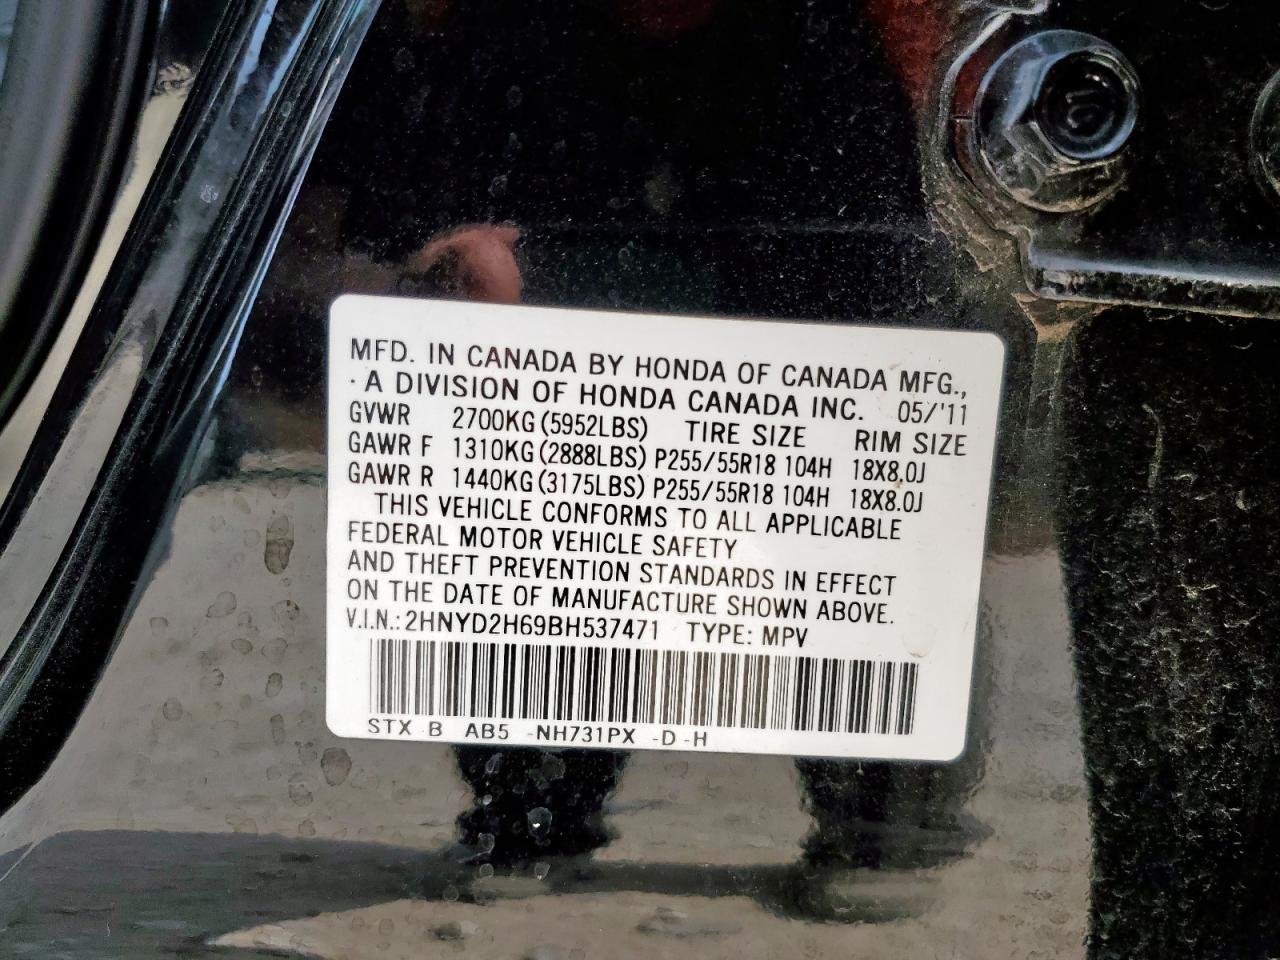 MFD. IN CANADA BY HONDA OF CANADA MFG.,
· A DIVISION OF HONDA CANADA INC. 05/'11
GVWR 2700KG (5952LBS) TIRE SIZE RIM SIZE
GAWR F 1310KG (2888LBS) P255/55R18 104H 18X8.0J
GAWR R 1440KG (3175LBS) P255/55R18 104H 18X8.0J
THIS VEHICLE CONFORMS TO ALL APPLICABLE
FEDERAL MOTOR VEHICLE SAFETY
AND THEFT PREVENTION STANDARDS IN EFFECT
ON THE DATE OF MANUFACTURE SHOWN ABOVE.
V.I.N.: 2HNYD2H69BH537471 TYPE: MPV
STX B AB5 -NH731PX -D -H